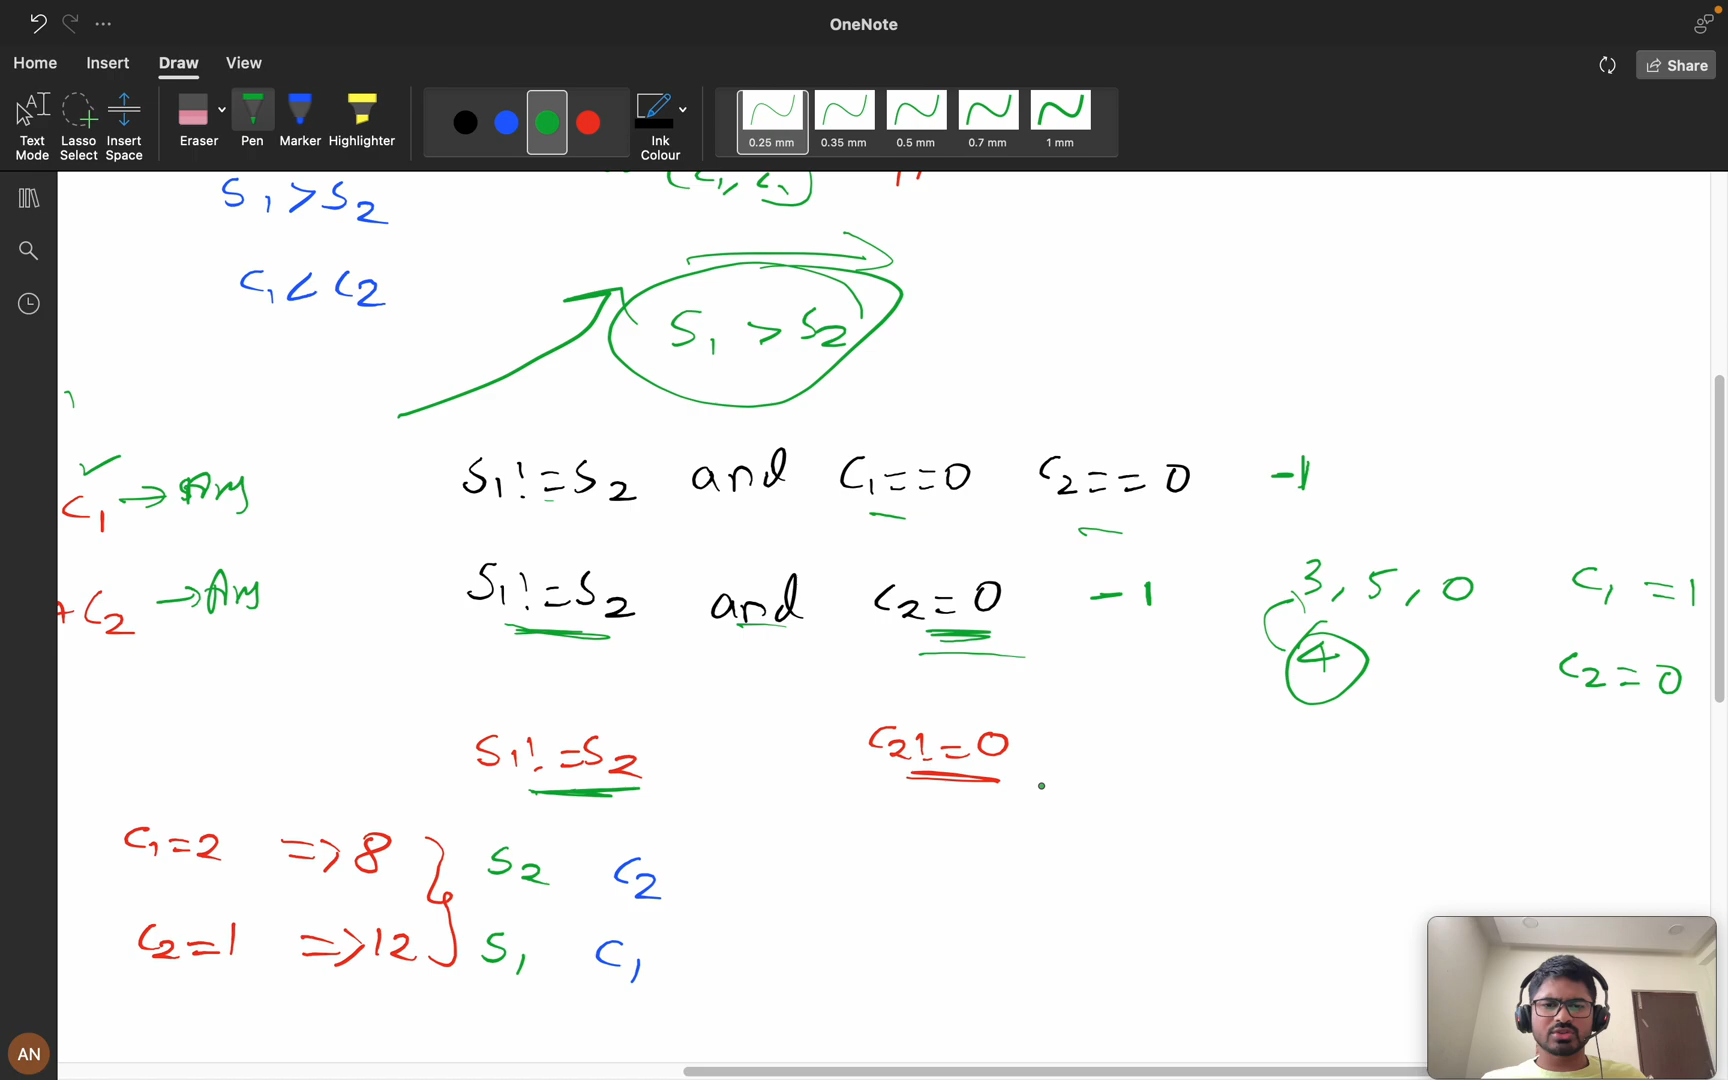 OneNote
Home Insert Draw View
Share
Text Mode
Lasso Select
Insert Space
Eraser
Pen
Marker
Highlighter
Ink Colour
0.25 mm
0.35 mm
0.5 mm
0.7 mm
1 mm
S1 > S2
C1 < C2
S1 > S2
C1 → Ans
S1 != S2 and C1 == 0 C2 == 0 -1
+ C2 → Ans
S1 != S2 and C2 = 0 -1
3, 5, 0 C1 = 1
4
C2 = 0
S1 != S2 C2 != 0
C1 = 2 => 8 S2 C2
C2 = 1 => 12 S1 C1
AN